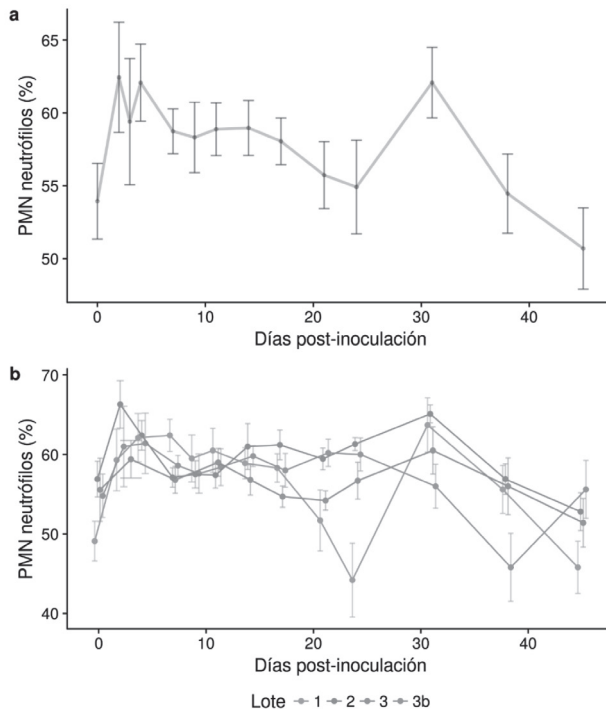 a
65
60
55
50
PMN neutrófilos (%)
0 10 20 30 40
Días post-inoculación
b
70
60
50
40
PMN neutrófilos (%)
0 10 20 30 40
Días post-inoculación
Lote 1 2 3 3b